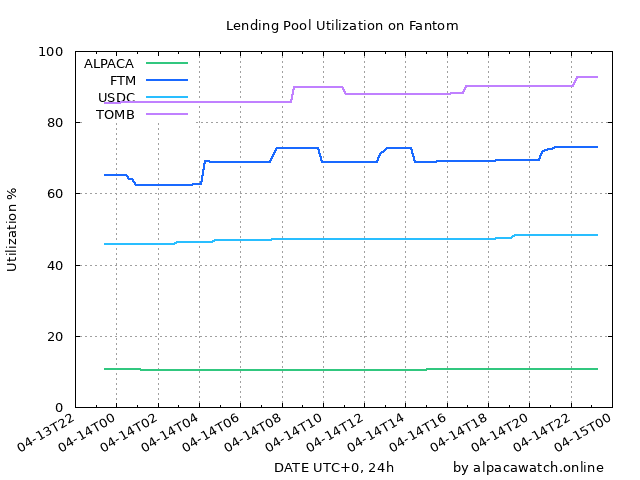 Lending Pool Utilization on Fantom
100
80
60
40
20
0
Utilization %
ALPACA
FTM
USDC
TOMB
04-13T22
04-14T00
04-14T02
04-14T04
04-14T06
04-14T08
04-14T10
04-14T12
04-14T14
04-14T16
04-14T18
04-14T20
04-14T22
04-15T00
DATE UTC+0, 24h
by alpacawatch.online